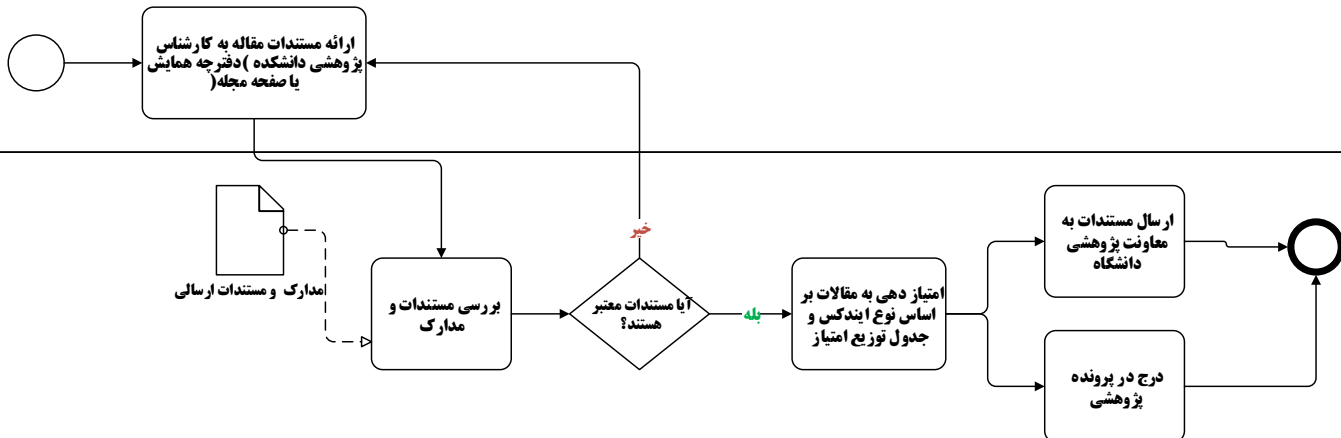 ارائه مستندات مقاله به کارشناس
پژوهشی دانشکده )دفترچه همایش
یا صفحه مجله(
خیر
مدارک و مستندات ارسالی
بررسی مستندات و
مدارک
آیا مستندات معتبر
هستند؟
بله
امتیاز دهی به مقالات بر
اساس نوع ایندکس و
جدول توزیع امتیاز
ارسال مستندات به
معاونت پژوهشی
دانشگاه
درج در پرونده
پژوهشی